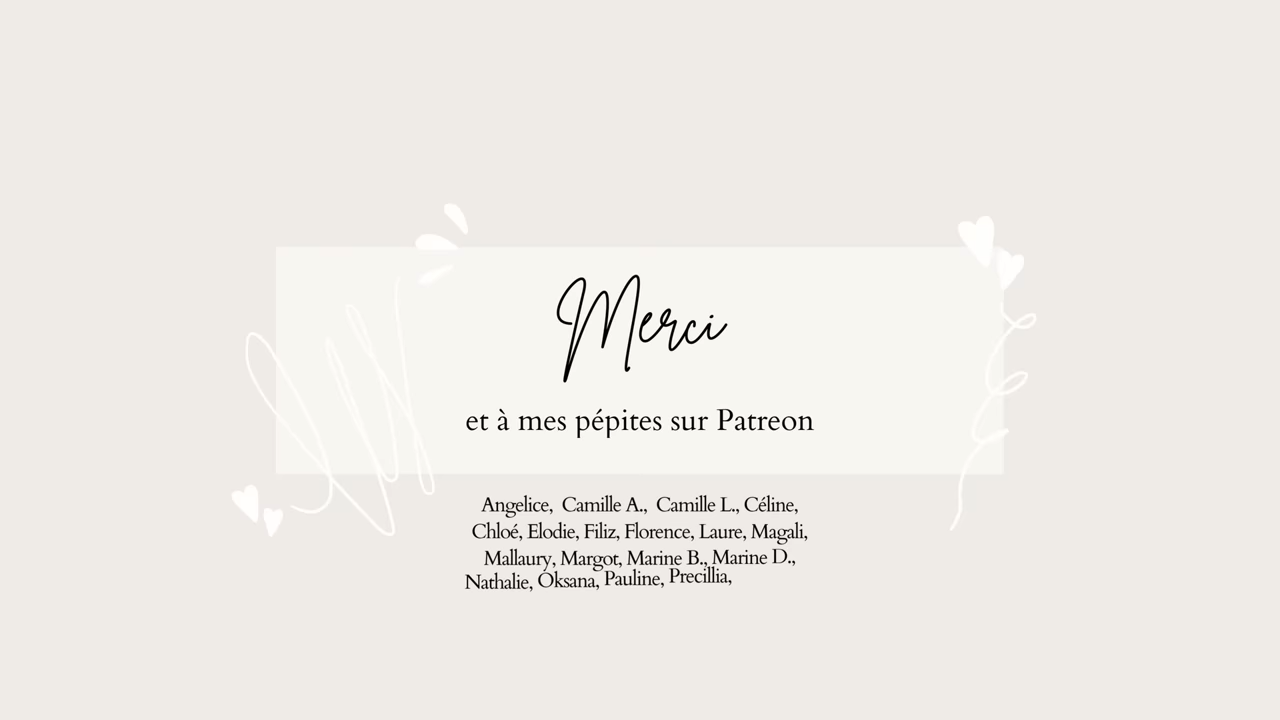 Merci
et à mes pépites sur Patreon
Angelice, Camille A., Camille L., Céline,
Chloé, Elodie, Filiz, Florence, Laure, Magali,
Mallaury, Margot, Marine B., Marine D.,
Nathalie, Oksana, Pauline, Precillia,